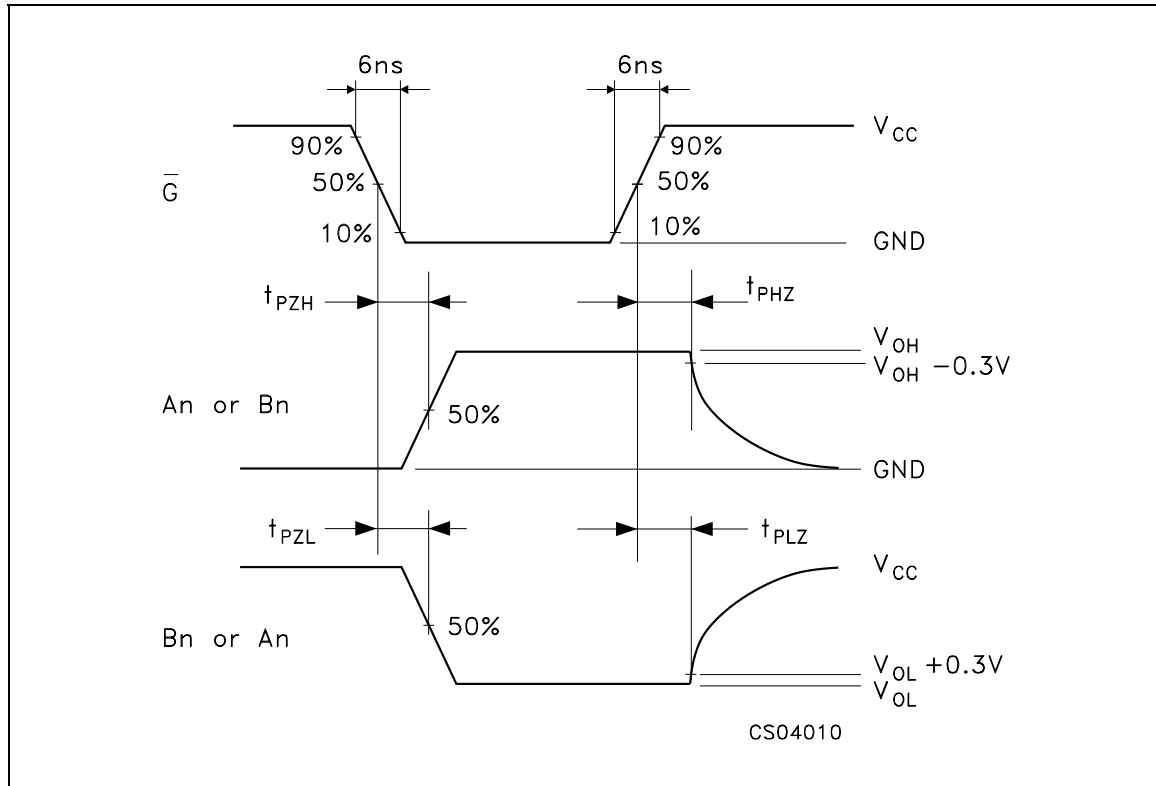 6ns 6ns
V_CC
90% 90%
G̅ 50% 50%
10% 10%
GND
t_PZH t_PHZ
V_OH
V_OH −0.3V
An or Bn 50%
GND
t_PZL t_PLZ
V_CC
Bn or An 50%
V_OL +0.3V
V_OL
CS04010